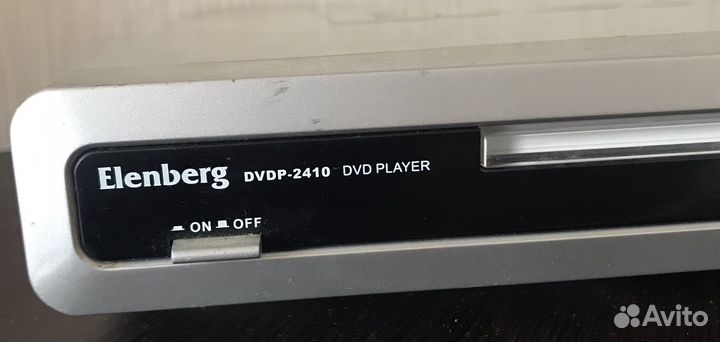 Elenberg DVDP-2410 DVD PLAYER
ON OFF
Avito